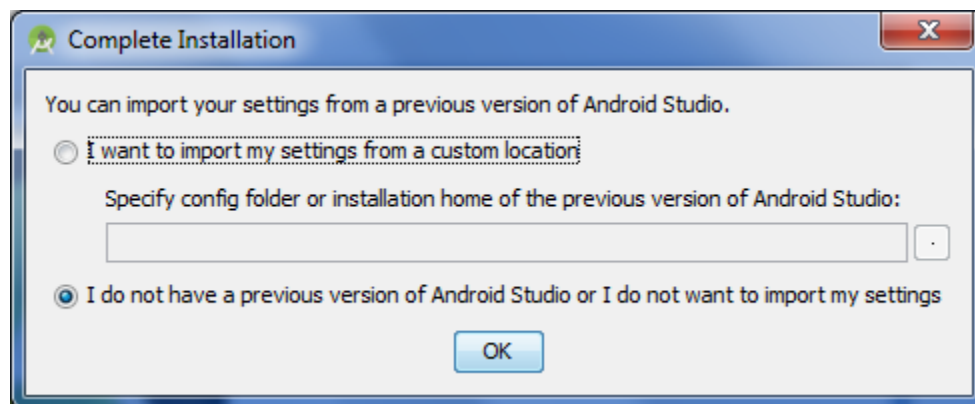 Complete Installation
You can import your settings from a previous version of Android Studio.
I want to import my settings from a custom location
Specify config folder or installation home of the previous version of Android Studio:
.
I do not have a previous version of Android Studio or I do not want to import my settings
OK